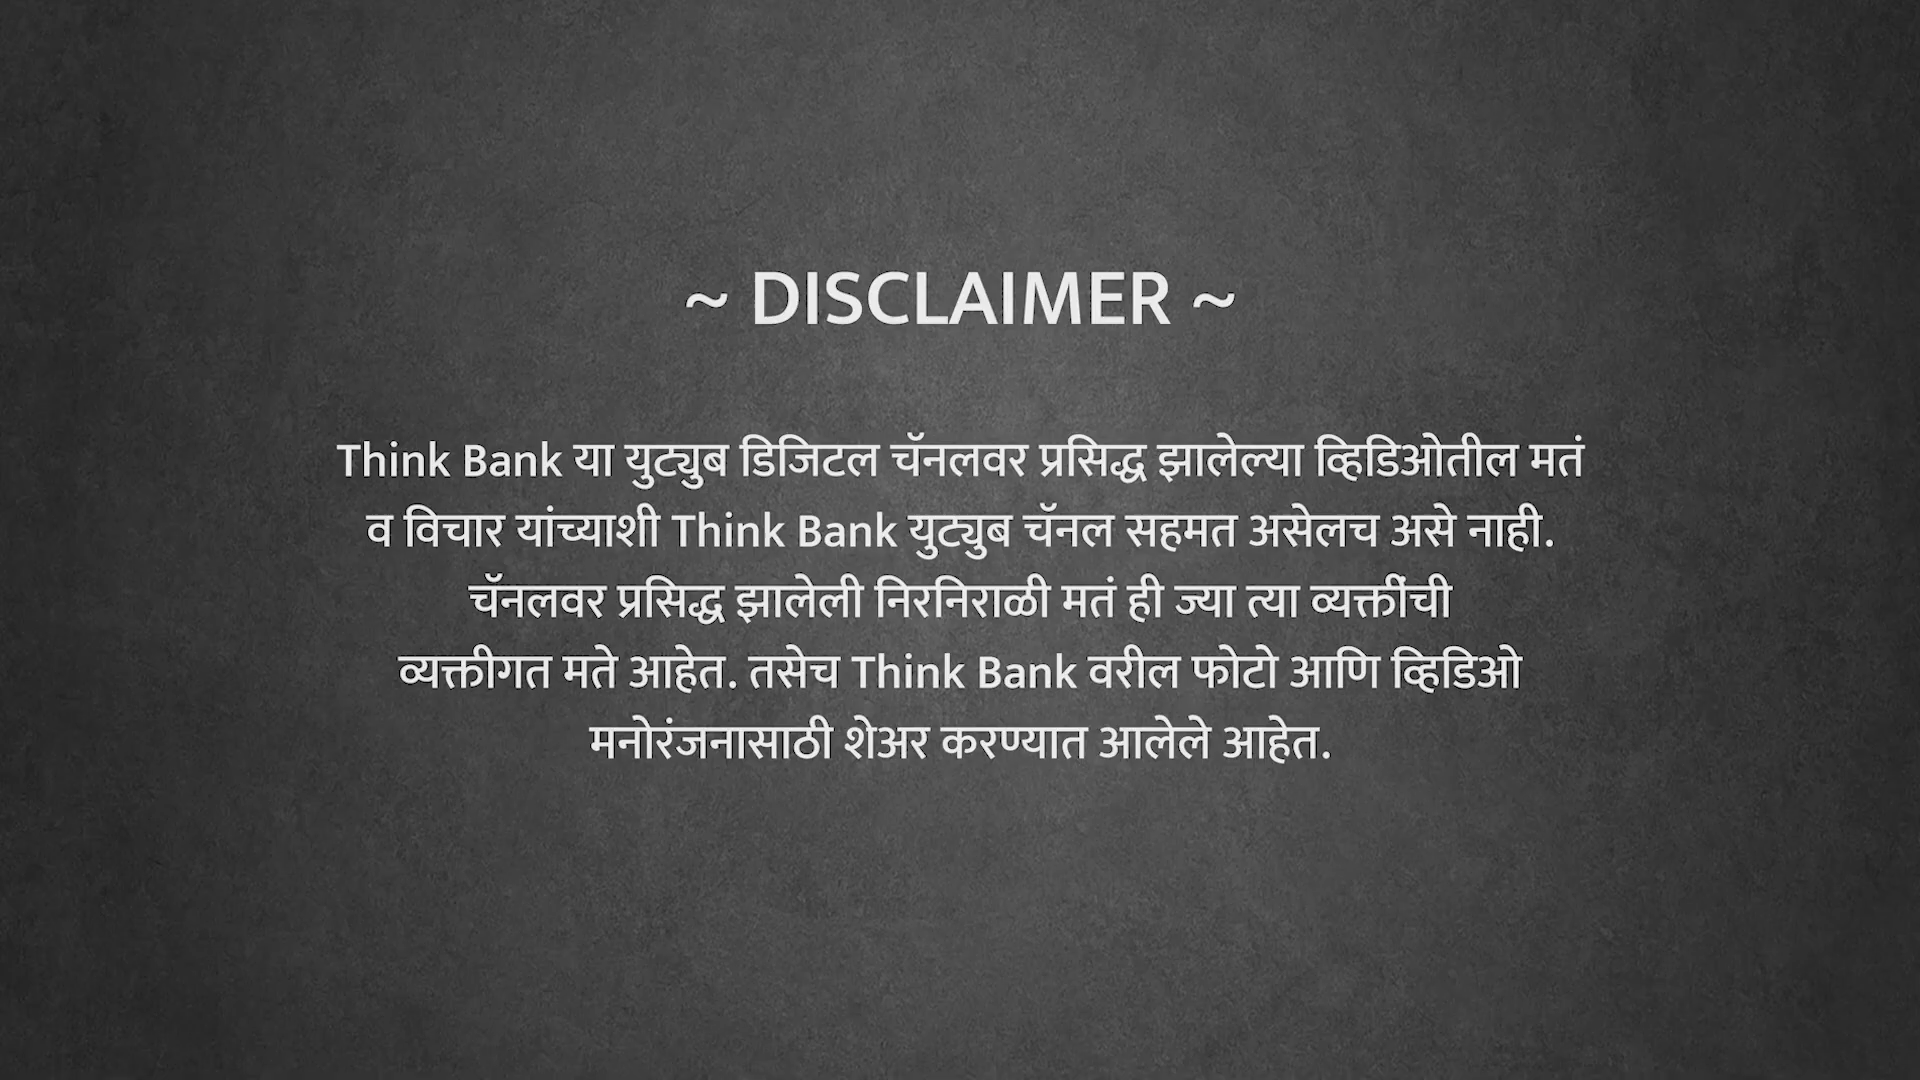 ~ DISCLAIMER ~
Think Bank या युट्युब डिजिटल चॅनलवर प्रसिद्ध झालेल्या व्हिडिओतील मतं
व विचार यांच्याशी Think Bank युट्युब चॅनल सहमत असेलच असे नाही.
चॅनलवर प्रसिद्ध झालेली निरनिराळी मतं ही ज्या त्या व्यक्तींची
व्यक्तीगत मते आहेत. तसेच Think Bank वरील फोटो आणि व्हिडिओ
मनोरंजनासाठी शेअर करण्यात आलेले आहेत.